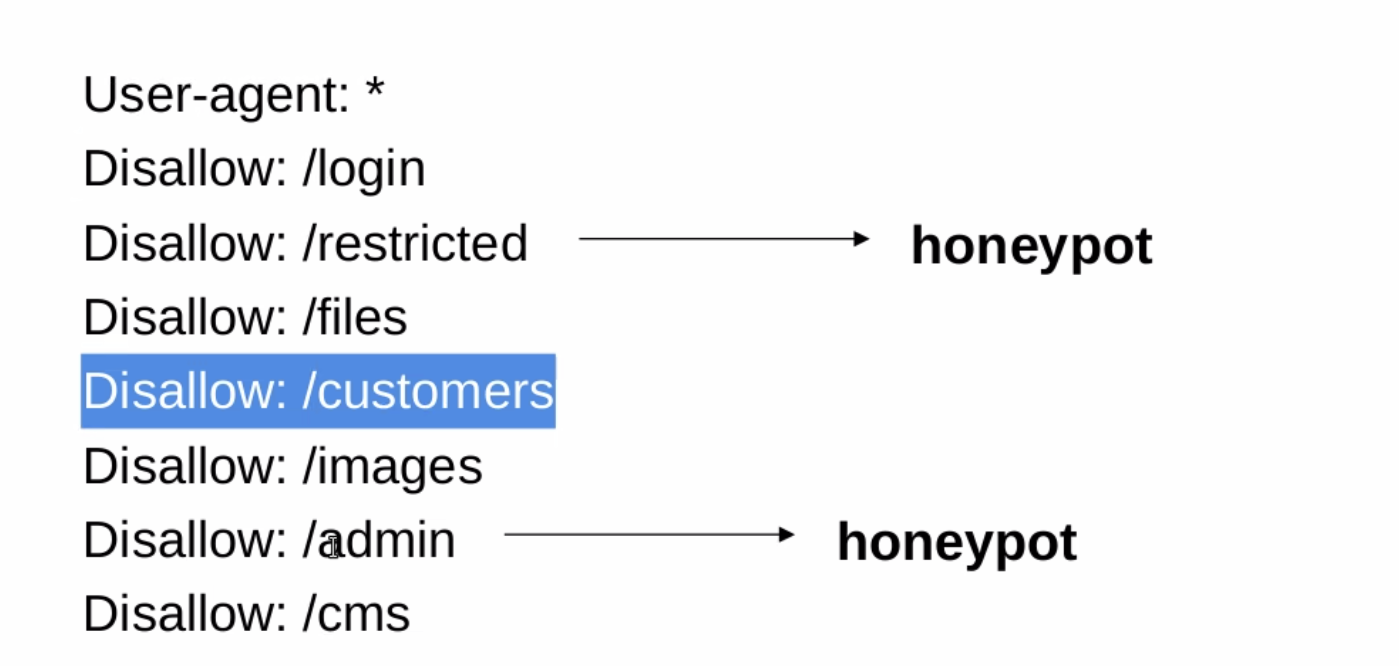 User-agent: *
Disallow: /login
Disallow: /restricted honeypot
Disallow: /files
Disallow: /customers
Disallow: /images
Disallow: /admin honeypot
Disallow: /cms